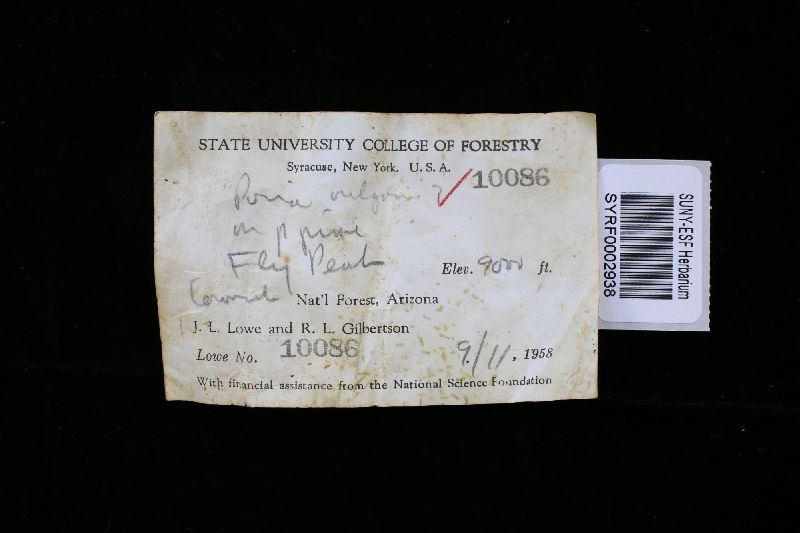 STATE UNIVERSITY COLLEGE OF FORESTRY
Syracuse, New York. U. S. A.
10086
Poria vulgaris ?
on p pine
Fly Peak
Elev. 9000 ft.
Coronado Nat'l Forest, Arizona
J. L. Lowe and R. L. Gilbertson
Lowe No. 10086
9/11, 1958
With financial assistance from the National Science Foundation
SUNY-ESF Herbarium
SYRF0002938